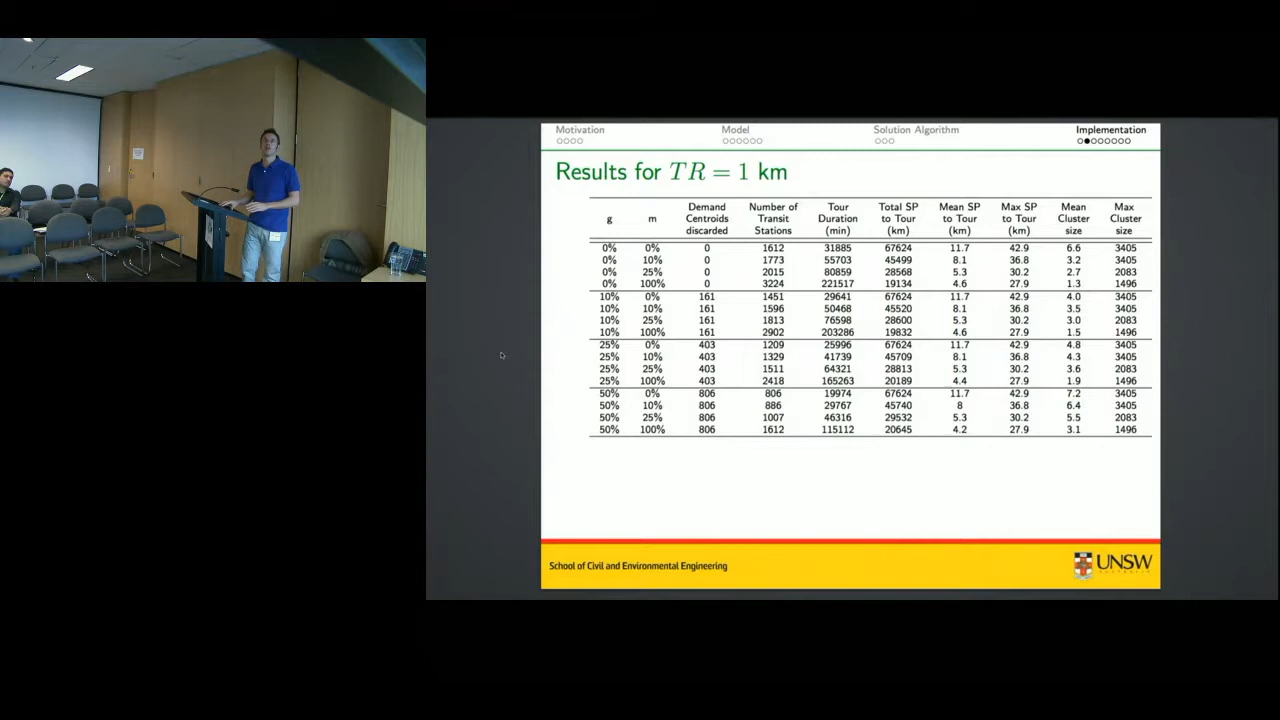 Motivation Model Solution Algorithm Implementation
Results for TR = 1 km
g m Demand Centroids discarded Number of Transit Stations Tour Duration (min) Total SP to Tour (km) Mean SP to Tour (km) Max SP to Tour (km) Mean Cluster size Max Cluster size
0% 0% 0 1612 31885 67624 11.7 42.9 6.6 3405
0% 10% 0 1773 55703 45499 8.1 36.8 3.2 3405
0% 25% 0 2015 80859 28568 5.3 30.2 2.7 2083
0% 100% 0 3224 221517 19134 4.6 27.9 1.3 1496
10% 0% 161 1451 29641 67624 11.7 42.9 4.0 3405
10% 10% 161 1596 50468 45520 8.1 36.8 3.5 3405
10% 25% 161 1813 76598 28600 5.3 30.2 3.0 2083
10% 100% 161 2902 203286 19832 4.6 27.9 1.5 1496
25% 0% 403 1209 25996 67624 11.7 42.9 4.8 3405
25% 10% 403 1329 41739 45709 8.1 36.8 4.3 3405
25% 25% 403 1511 64321 28813 5.3 30.2 3.6 2083
25% 100% 403 2418 165263 20189 4.4 27.9 1.9 1496
50% 0% 806 806 19974 67624 11.7 42.9 7.2 3405
50% 10% 806 886 29767 45740 8 36.8 6.4 3405
50% 25% 806 1007 46316 29532 5.3 30.2 5.5 2083
50% 100% 806 1612 115112 20645 4.2 27.9 3.1 1496
School of Civil and Environmental Engineering
UNSW